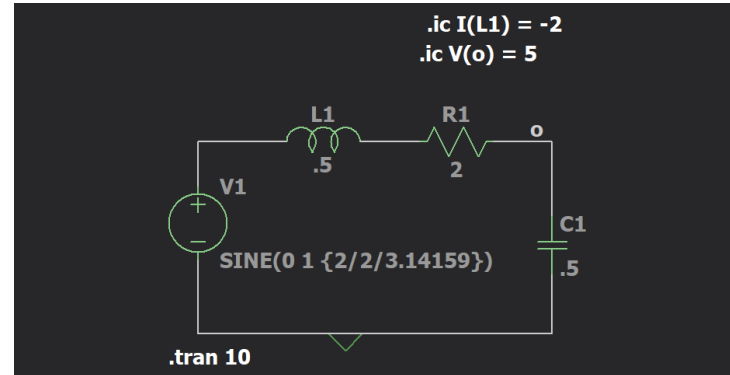 .ic I(L1) = -2
.ic V(o) = 5
L1
R1
o
.5
2
V1
C1
SINE(0 1 {2/2/3.14159})
.5
.tran 10